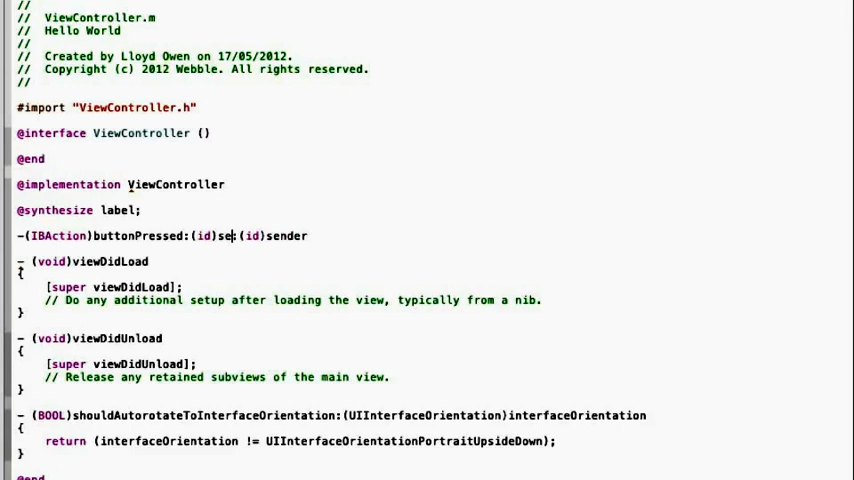 //
//  ViewController.m
//  Hello World
//
//  Created by Lloyd Owen on 17/05/2012.
//  Copyright (c) 2012 Webble. All rights reserved.
//
#import "ViewController.h"
@interface ViewController ()
@end
@implementation ViewController
@synthesize label;
-(IBAction)buttonPressed:(id)se:(id)sender
- (void)viewDidLoad
{
    [super viewDidLoad];
    // Do any additional setup after loading the view, typically from a nib.
}
- (void)viewDidUnload
{
    [super viewDidUnload];
    // Release any retained subviews of the main view.
}
- (BOOL)shouldAutorotateToInterfaceOrientation:(UIInterfaceOrientation)interfaceOrientation
{
    return (interfaceOrientation != UIInterfaceOrientationPortraitUpsideDown);
}
@end